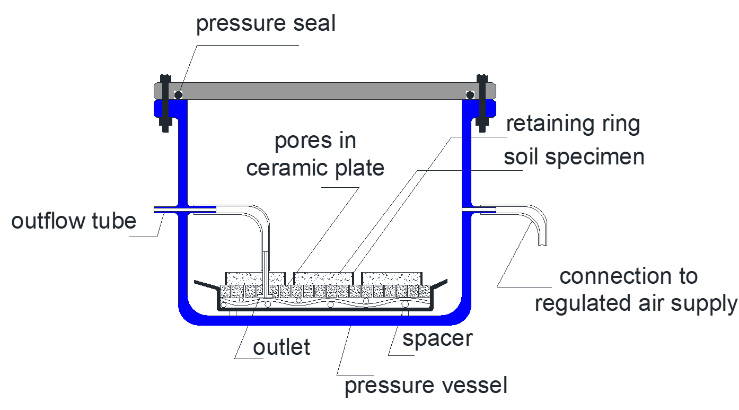 pressure seal
pores in
ceramic plate
retaining ring
soil specimen
outflow tube
connection to
regulated air supply
outlet
spacer
pressure vessel